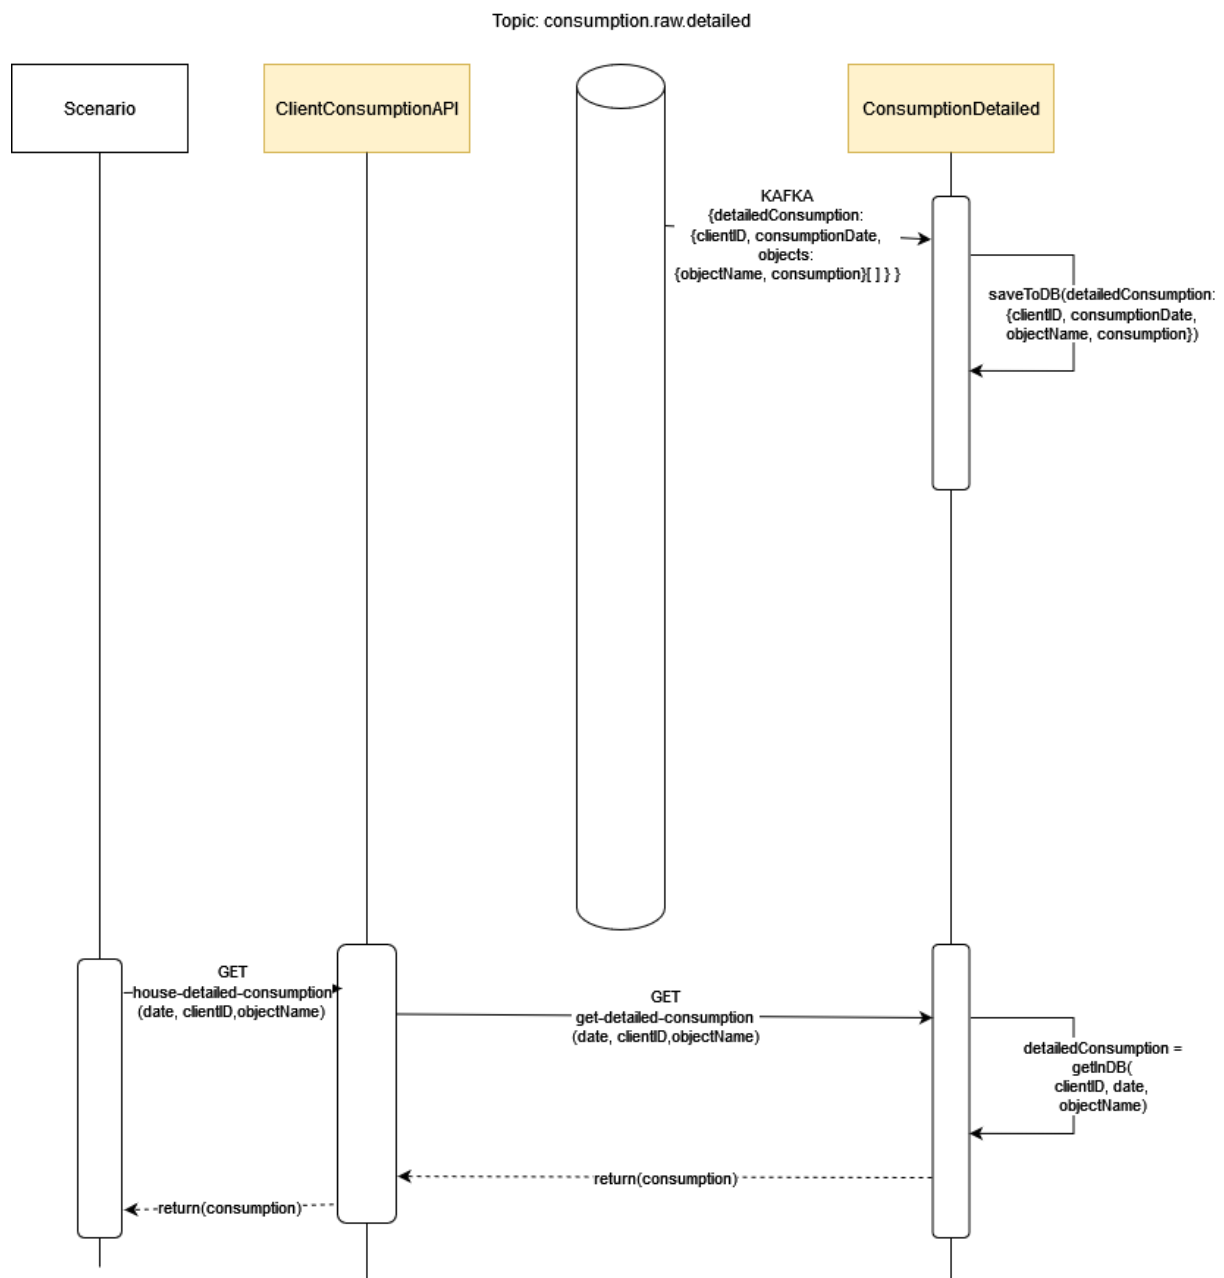 Topic: consumption.raw.detailed
Scenario
ClientConsumptionAPI
ConsumptionDetailed
KAFKA
{detailedConsumption:
{clientID, consumptionDate,
objects:
{objectName, consumption}[ ] } }
saveToDB(detailedConsumption:
{clientID, consumptionDate,
objectName, consumption})
GET
house-detailed-consumption
(date, clientID,objectName)
GET
get-detailed-consumption
(date, clientID,objectName)
detailedConsumption =
getInDB(
clientID, date,
objectName)
return(consumption)
return(consumption)